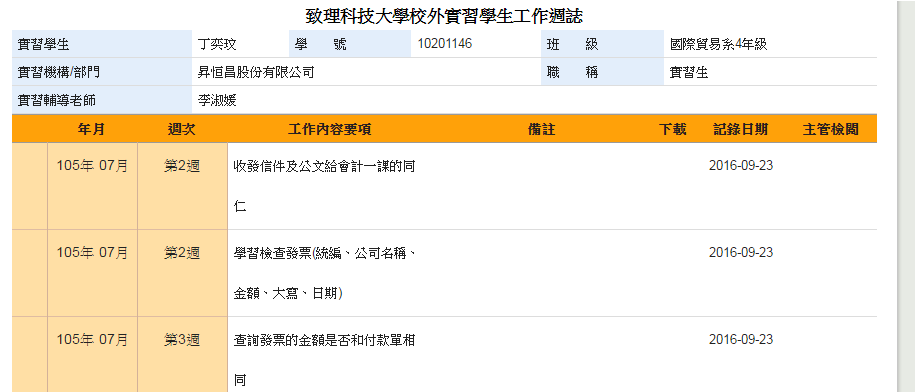 致理科技大學校外實習學生工作週誌
實習學生 丁奕玟 學 號 10201146 班 級 國際貿易系4年級
實習機構/部門 昇恒昌股份有限公司 職 稱 實習生
實習輔導老師 李淑媛
年月 週次 工作內容要項 備註 下載 記錄日期 主管檢閱
105年 07月 第2週 收發信件及公文給會計一課的同 2016-09-23
仁
105年 07月 第2週 學習檢查發票(統編、公司名稱、 2016-09-23
金額、大寫、日期)
105年 07月 第3週 查詢發票的金額是否和付款單相 2016-09-23
同